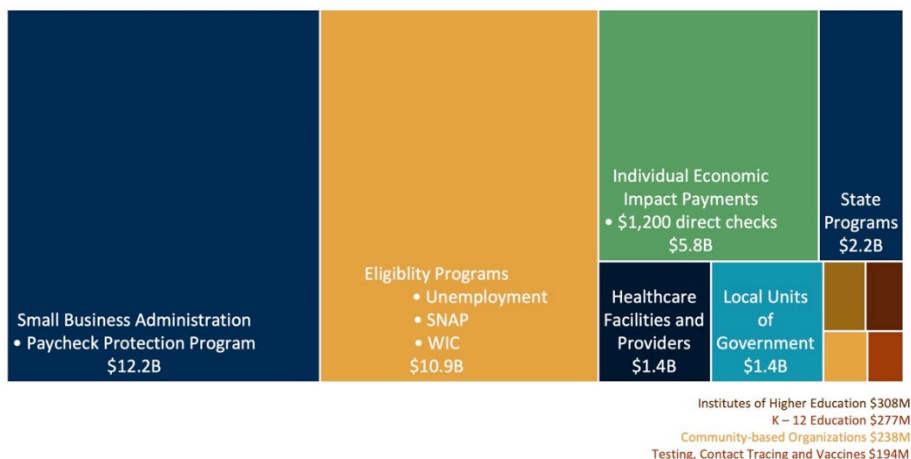 Small Business Administration
• Paycheck Protection Program
$12.2B
Eligiblity Programs
• Unemployment
• SNAP
• WIC
$10.9B
Individual Economic
Impact Payments
• $1,200 direct checks
$5.8B
State
Programs
$2.2B
Healthcare
Facilities and
Providers
$1.4B
Local Units
of
Government
$1.4B
Institutes of Higher Education $308M
K – 12 Education $277M
Community-based Organizations $238M
Testing, Contact Tracing and Vaccines $194M